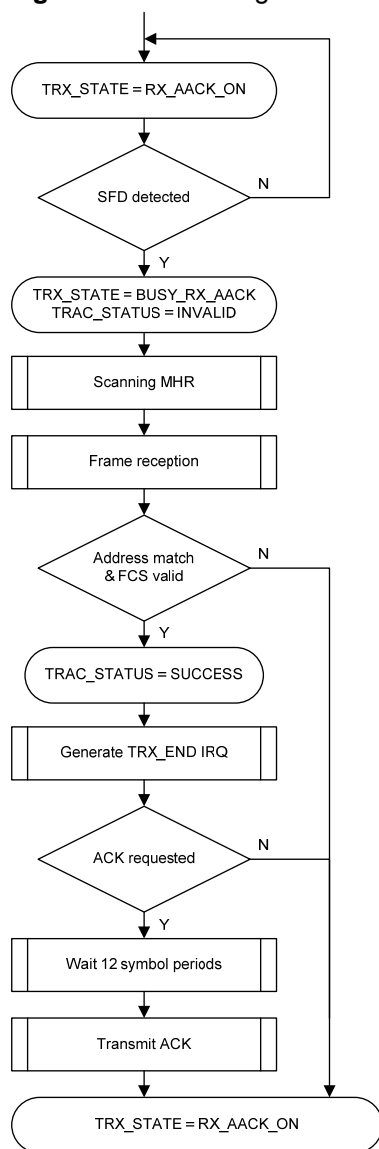 TRX_STATE = RX_AACK_ON
SFD detected
N
Y
TRX_STATE = BUSY_RX_AACK
TRAC_STATUS = INVALID
Scanning MHR
Frame reception
Address match
& FCS valid
N
Y
TRAC_STATUS = SUCCESS
Generate TRX_END IRQ
ACK requested
N
Y
Wait 12 symbol periods
Transmit ACK
TRX_STATE = RX_AACK_ON